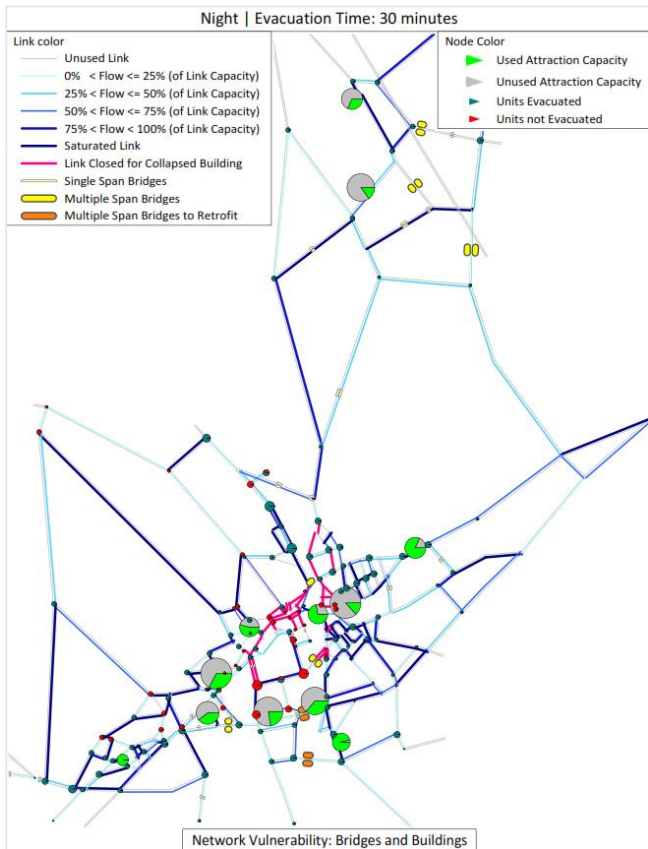 Night | Evacuation Time: 30 minutes
Link color
Unused Link
0% < Flow <= 25% (of Link Capacity)
25% < Flow <= 50% (of Link Capacity)
50% < Flow <= 75% (of Link Capacity)
75% < Flow < 100% (of Link Capacity)
Saturated Link
Link Closed for Collapsed Building
Single Span Bridges
Multiple Span Bridges
Multiple Span Bridges to Retrofit
Node Color
Used Attraction Capacity
Unused Attraction Capacity
Units Evacuated
Units not Evacuated
Network Vulnerability: Bridges and Buildings